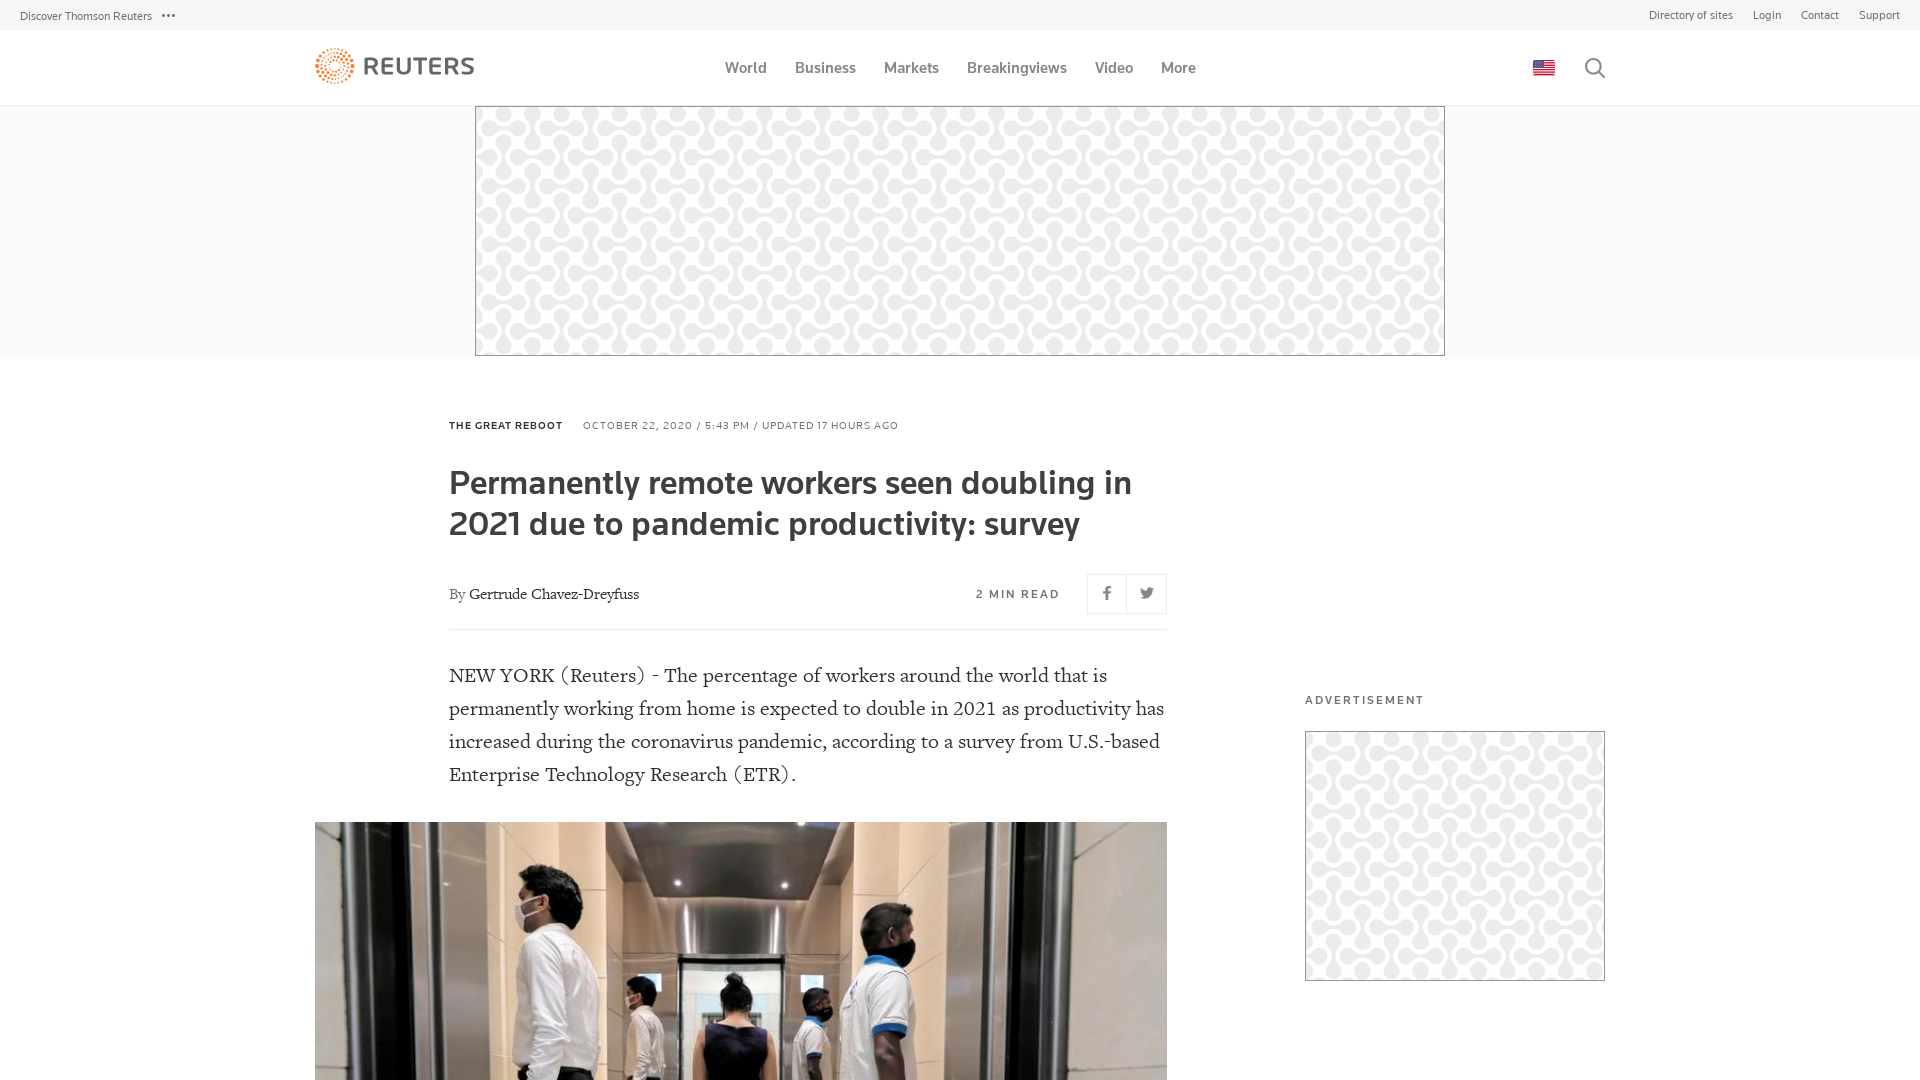 Discover Thomson Reuters
Directory of sites
Login
Contact
Support
REUTERS
World
Business
Markets
Breakingviews
Video
More
THE GREAT REBOOT
OCTOBER 22, 2020 / 5:43 PM / UPDATED 17 HOURS AGO
Permanently remote workers seen doubling in
2021 due to pandemic productivity: survey
By Gertrude Chavez-Dreyfuss
2 MIN READ
NEW YORK (Reuters) - The percentage of workers around the world that is
permanently working from home is expected to double in 2021 as productivity has
increased during the coronavirus pandemic, according to a survey from U.S.-based
Enterprise Technology Research (ETR).
ADVERTISEMENT